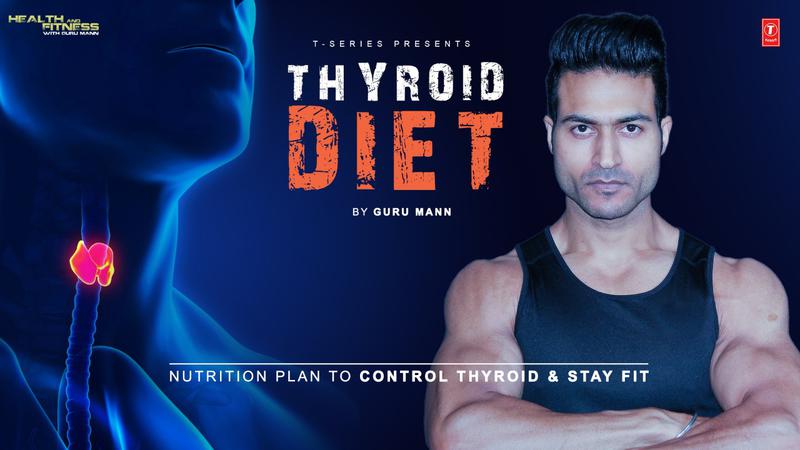 HEALTH AND
FITNESS
WITH GURU MANN
T-SERIES PRESENTS
THYROID
DIET
BY GURU MANN
NUTRITION PLAN TO CONTROL THYROID & STAY FIT